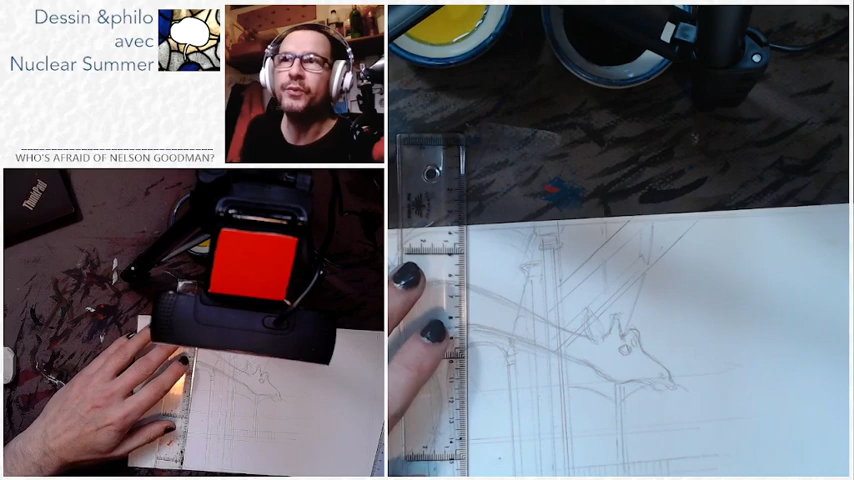 Dessin &philo
avec
Nuclear Summer
WHO'S AFRAID OF NELSON GOODMAN?
ThinkPad